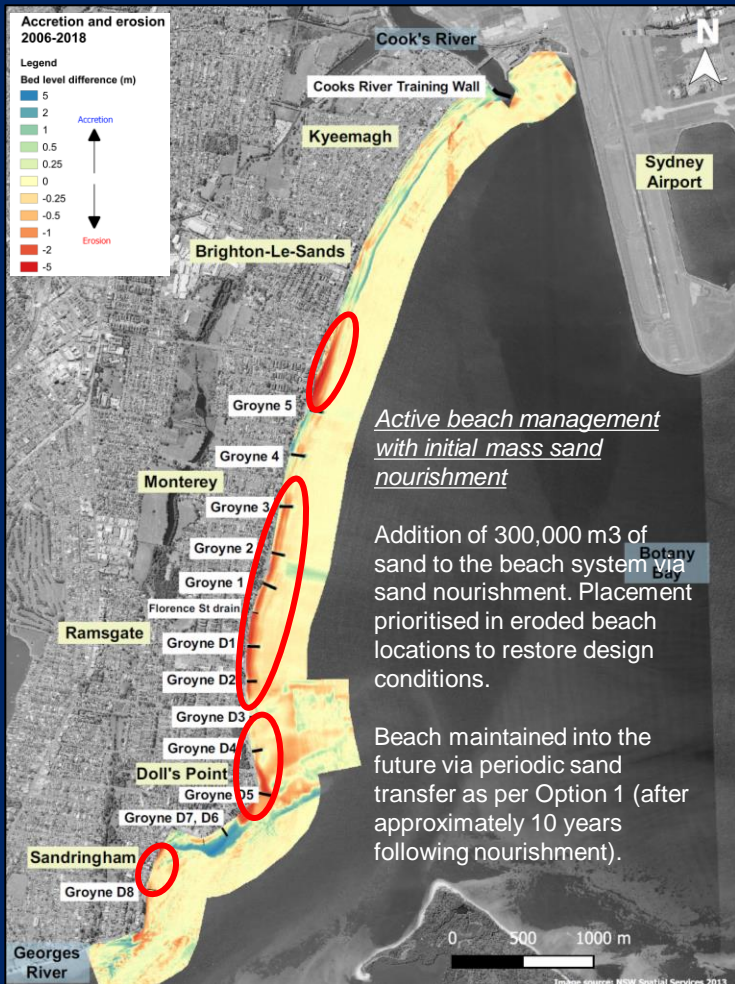 Accretion and erosion
2006-2018
Legend
Bed level difference (m)
5
2
1
0.5
0.25
0
-0.25
-0.5
-1
-2
-5
Accretion
Erosion
N
Cook's River
Cooks River Training Wall
Kyeemagh
Sydney
Airport
Brighton-Le-Sands
Groyne 5
Groyne 4
Monterey
Groyne 3
Groyne 2
Groyne 1
Florence St drain
Ramsgate
Groyne D1
Groyne D2
Groyne D3
Groyne D4
Doll's Point
Groyne D5
Groyne D7, D6
Sandringham
Groyne D8
Georges
River
Botany
Bay
Active beach management
with initial mass sand
nourishment
Addition of 300,000 m3 of
sand to the beach system via
sand nourishment. Placement
prioritised in eroded beach
locations to restore design
conditions.
Beach maintained into the
future via periodic sand
transfer as per Option 1 (after
approximately 10 years
following nourishment).
0 500 1000 m
Image source: NSW Spatial Services 2013